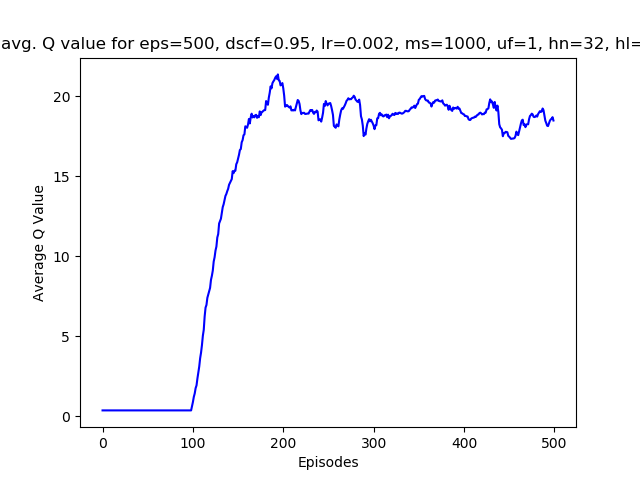 avg. Q value for eps=500, dscf=0.95, lr=0.002, ms=1000, uf=1, hn=32, hl=
20
15
10
5
0
Average Q Value
0 100 200 300 400 500
Episodes